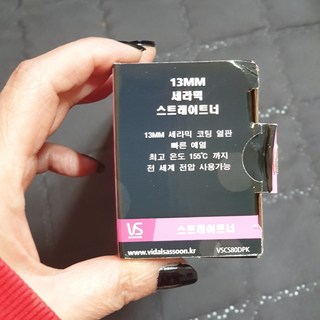 13MM
세라믹
스트레이트너
13MM 세라믹 코팅 열판
빠른 예열
최고 온도 155℃ 까지
전 세계 전압 사용가능
VS
스트레이트너
www.vidalsassoon.kr
VSCS80DPK